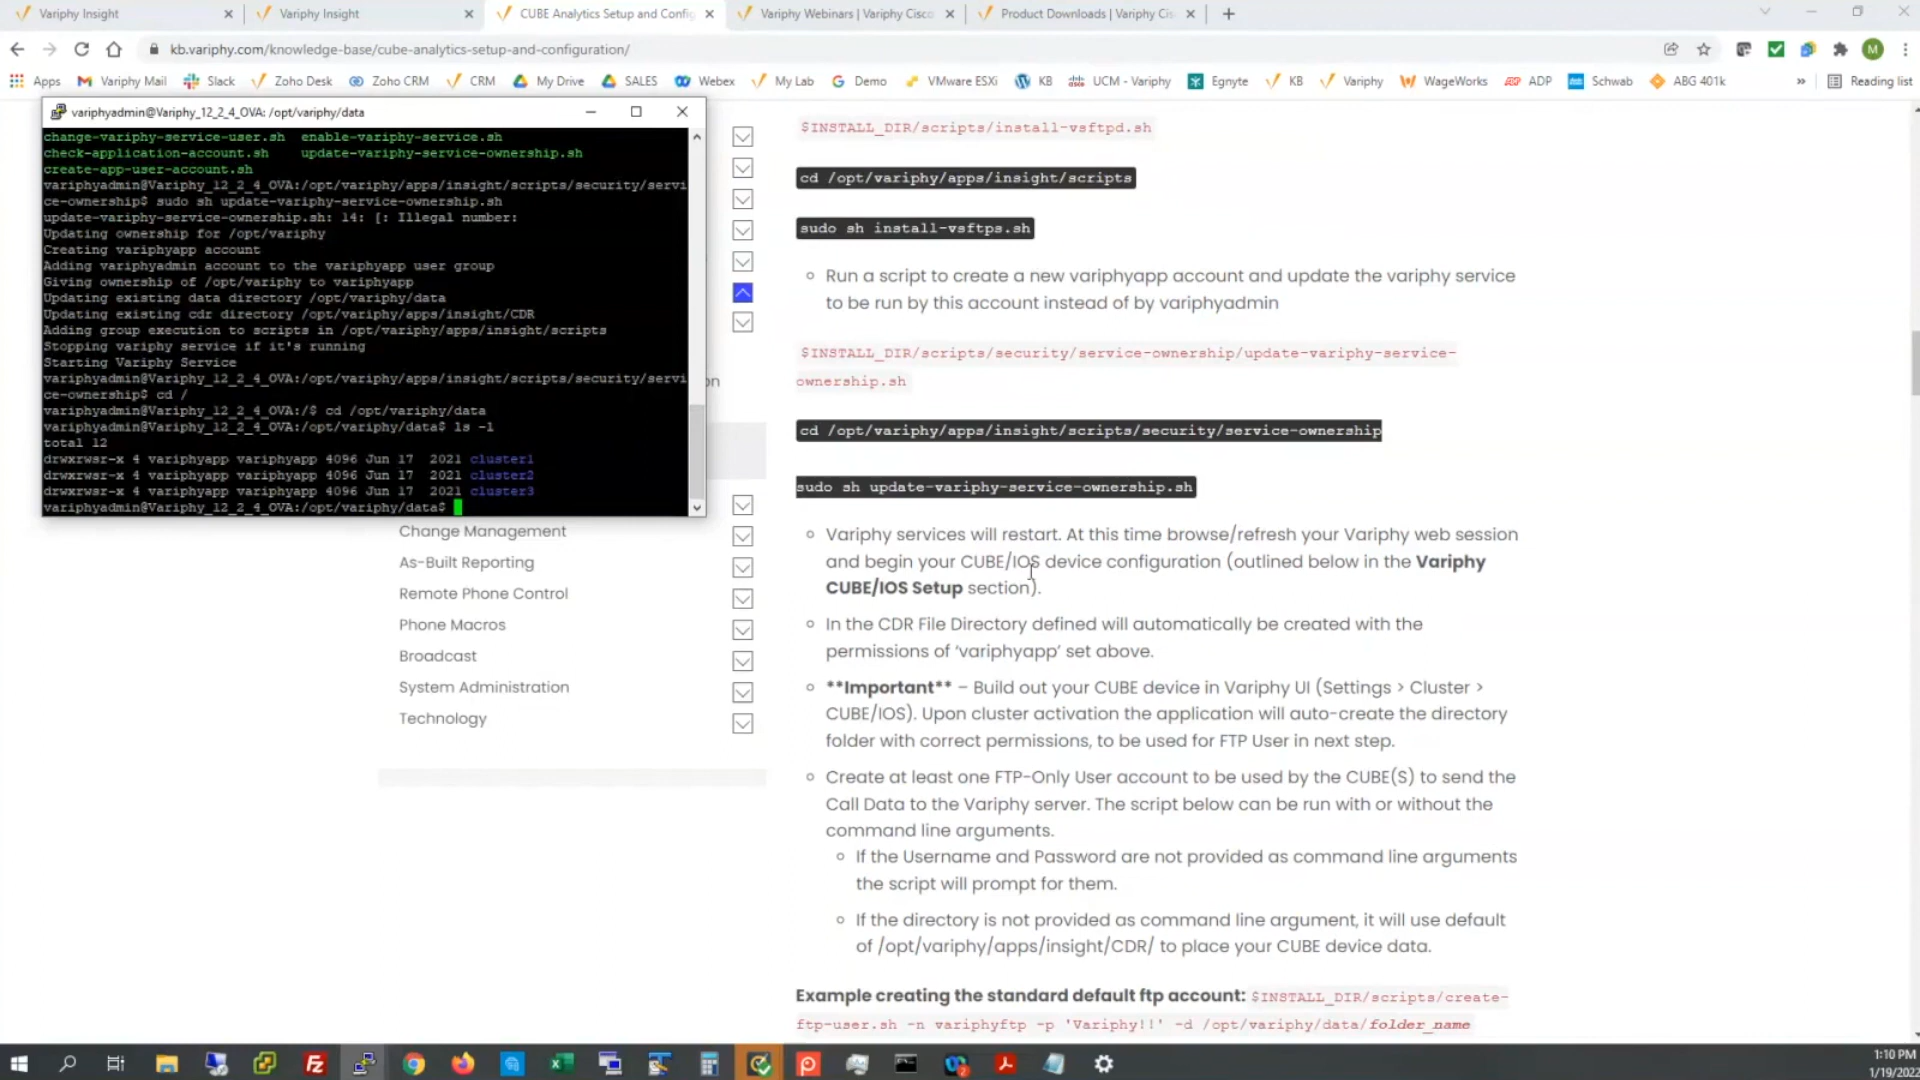 Variphy Insight
Variphy Insight
CUBE Analytics Setup and Config
Variphy Webinars | Variphy Cisco
Product Downloads | Variphy Cis
kb.variphy.com/knowledge-base/cube-analytics-setup-and-configuration/
M
Apps
Variphy Mail
Slack
Zoho Desk
Zoho CRM
CRM
My Drive
SALES
Webex
My Lab
Demo
VMware ESXi
KB
UCM - Variphy
Egnyte
KB
Variphy
WageWorks
ADP
Schwab
ABG 401k
»
Reading list
variphyadmin@Variphy_12_2_4_OVA: /opt/variphy/data
change-variphy-service-user.sh enable-variphy-service.sh
check-application-account.sh update-variphy-service-ownership.sh
create-app-user-account.sh
variphyadmin@Variphy_12_2_4_OVA:/opt/variphy/apps/insight/scripts/security/servi
ce-ownership$ sudo sh update-variphy-service-ownership.sh
update-variphy-service-ownership.sh: 14: [: Illegal number:
Updating ownership for /opt/variphy
Creating variphyapp account
Adding variphyadmin account to the variphyapp user group
Giving ownership of /opt/variphy to variphyapp
Updating existing data directory /opt/variphy/data
Updating existing cdr directory /opt/variphy/apps/insight/CDR
Adding group execution to scripts in /opt/variphy/apps/insight/scripts
Stopping variphy service if it's running
Starting Variphy Service
variphyadmin@Variphy_12_2_4_OVA:/opt/variphy/apps/insight/scripts/security/servi
ce-ownership$ cd /
variphyadmin@Variphy_12_2_4_OVA:/$ cd /opt/variphy/data
variphyadmin@Variphy_12_2_4_OVA:/opt/variphy/data$ ls -l
total 12
drwxrwsr-x 4 variphyapp variphyapp 4096 Jun 17 2021 cluster1
drwxrwsr-x 4 variphyapp variphyapp 4096 Jun 17 2021 cluster2
drwxrwsr-x 4 variphyapp variphyapp 4096 Jun 17 2021 cluster3
variphyadmin@Variphy_12_2_4_OVA:/opt/variphy/data$
on
Change Management
As-Built Reporting
Remote Phone Control
Phone Macros
Broadcast
System Administration
Technology
$INSTALL_DIR/scripts/install-vsftpd.sh
cd /opt/variphy/apps/insight/scripts
sudo sh install-vsftps.sh
Run a script to create a new variphyapp account and update the variphy service
to be run by this account instead of by variphyadmin
$INSTALL_DIR/scripts/security/service-ownership/update-variphy-service-
ownership.sh
cd /opt/variphy/apps/insight/scripts/security/service-ownership
sudo sh update-variphy-service-ownership.sh
Variphy services will restart. At this time browse/refresh your Variphy web session
and begin your CUBE/IOS device configuration (outlined below in the Variphy
CUBE/IOS Setup section).
In the CDR File Directory defined will automatically be created with the
permissions of 'variphyapp' set above.
**Important** – Build out your CUBE device in Variphy UI (Settings > Cluster >
CUBE/IOS). Upon cluster activation the application will auto-create the directory
folder with correct permissions, to be used for FTP User in next step.
Create at least one FTP-Only User account to be used by the CUBE(S) to send the
Call Data to the Variphy server. The script below can be run with or without the
command line arguments.
If the Username and Password are not provided as command line arguments
the script will prompt for them.
If the directory is not provided as command line argument, it will use default
of /opt/variphy/apps/insight/CDR/ to place your CUBE device data.
Example creating the standard default ftp account: $INSTALL_DIR/scripts/create-
ftp-user.sh -n variphyftp -p 'Variphy!!' -d /opt/variphy/data/folder_name
1:10 PM
1/19/2022